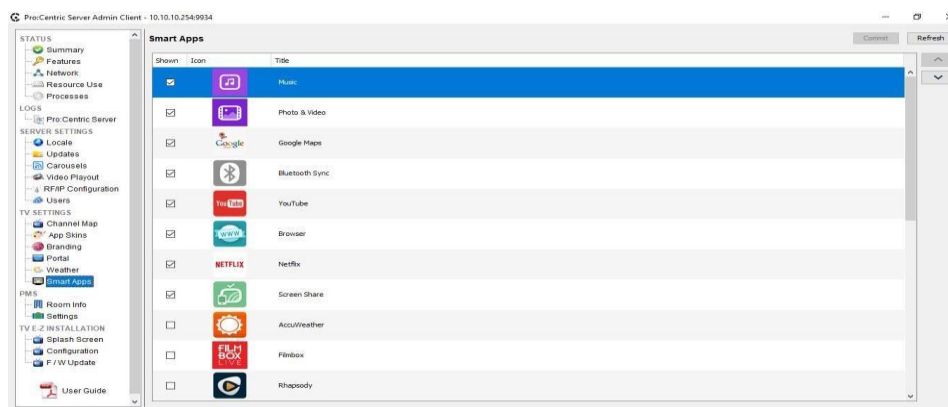 Pro:Centric Server Admin Client - 10.10.10.254:9934
STATUS
Summary
Features
Network
Resource Use
Processes
LOGS
Pro:Centric Server
SERVER SETTINGS
Locale
Updates
Carousels
Video Playout
RF/IP Configuration
Users
TV SETTINGS
Channel Map
App Skins
Branding
Portal
Weather
Smart Apps
PMS
Room Info
Settings
TV E-Z INSTALLATION
Splash Screen
Configuration
F / W Update
User Guide
Smart Apps
Commit
Refresh
Shown Icon Title
Music
Photo & Video
Google Google Maps
Bluetooth Sync
You Tube YouTube
WWW. Browser
NETFLIX Netflix
Screen Share
AccuWeather
FILM
BOX Filmbox
LIVE
Rhapsody